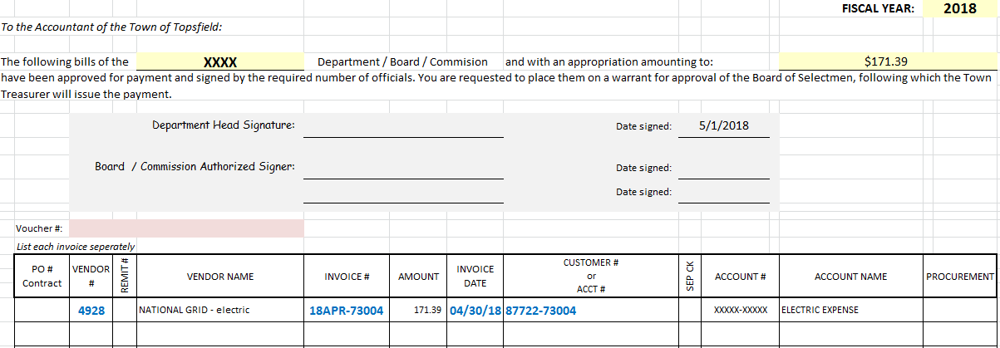 FISCAL YEAR: 2018
To the Accountant of the Town of Topsfield:
The following bills of the XXXX Department / Board / Commision and with an appropriation amounting to: $171.39
have been approved for payment and signed by the required number of officials. You are requested to place them on a warrant for approval of the Board of Selectmen, following which the Town
Treasurer will issue the payment.
Department Head Signature: Date signed: 5/1/2018
Board / Commission Authorized Signer: Date signed:
Date signed:
Voucher #:
List each invoice seperately
PO # Contract VENDOR # REMIT # VENDOR NAME INVOICE # AMOUNT INVOICE DATE CUSTOMER # or ACCT # SEP CK ACCOUNT # ACCOUNT NAME PROCUREMENT
4928 NATIONAL GRID - electric 18APR-73004 171.39 04/30/18 87722-73004 XXXXX-XXXXX ELECTRIC EXPENSE